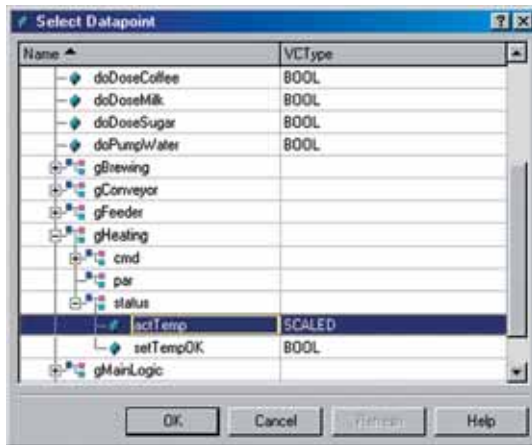 Select Datapoint
Name VCType
doDoseCoffee BOOL
doDoseMilk BOOL
doDoseSugar BOOL
doPumpWater BOOL
gBrewing
gConveyor
gFeeder
gHeating
cmd
par
status
actTemp SCALED
setTempOK BOOL
gMainLogic
OK Cancel Refresh Help